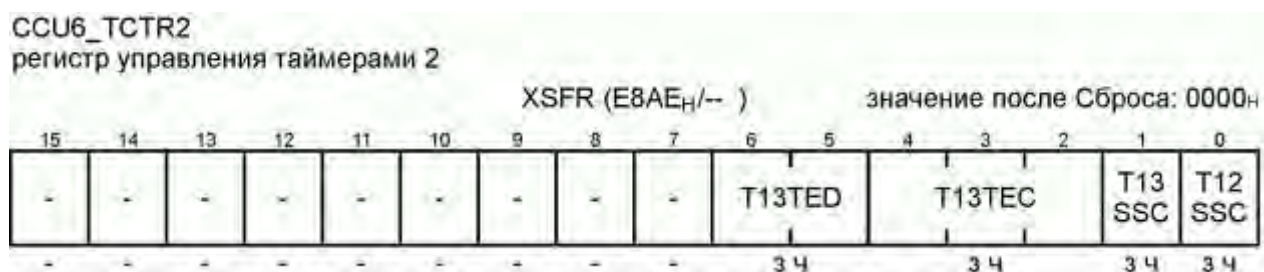 CCU6_TCTR2
регистр управления таймерами 2
XSFR (E8AEH/-- ) значение после Сброса: 0000H
15 14 13 12 11 10 9 8 7 6 5 4 3 2 1 0
- - - - - - - - - T13TED T13TEC T13 SSC T12 SSC
- - - - - - - - - З Ч З Ч З Ч З Ч